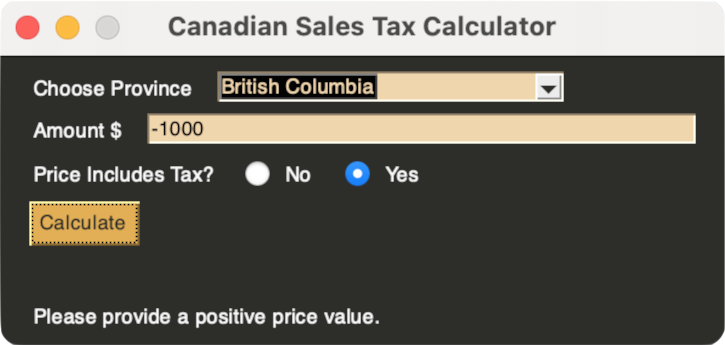 Canadian Sales Tax Calculator
Choose Province British Columbia
Amount $ -1000
Price Includes Tax? No Yes
Calculate
Please provide a positive price value.